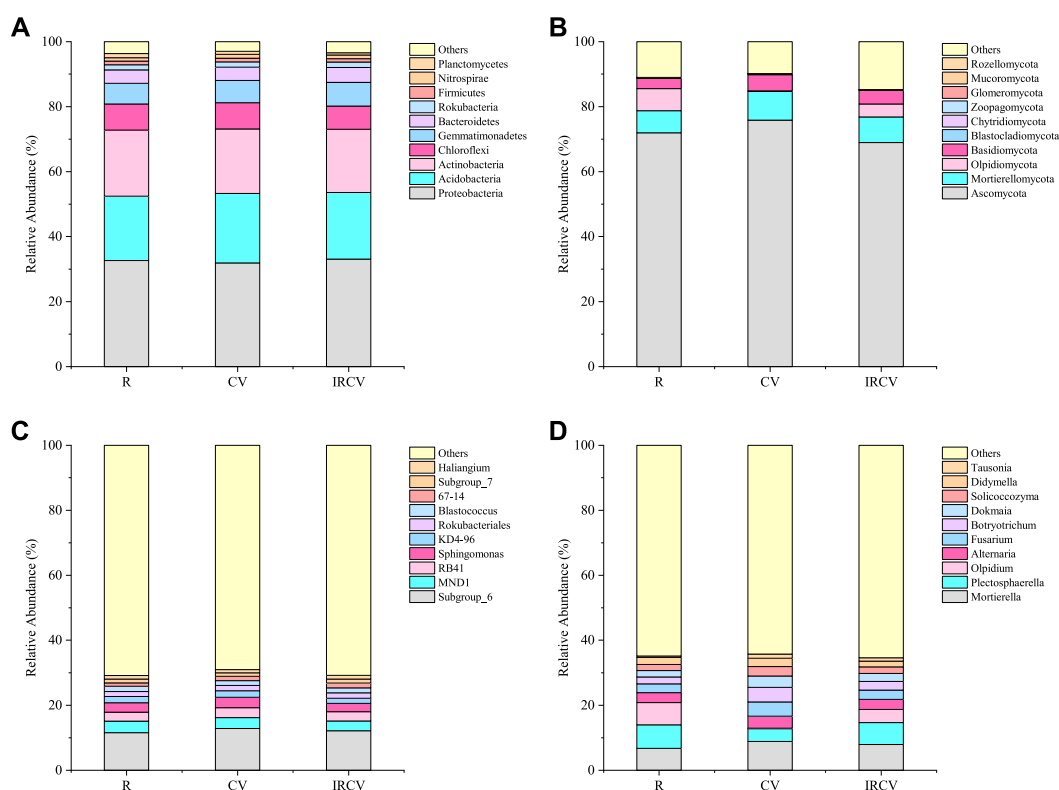 A
Relative Abundance (%)
100
80
60
40
20
0
R
CV
IRCV
Others
Planctomycetes
Nitrospirae
Firmicutes
Rokubacteria
Bacteroidetes
Gemmatimonadetes
Chloroflexi
Actinobacteria
Acidobacteria
Proteobacteria
B
Relative Abundance (%)
100
80
60
40
20
0
R
CV
IRCV
Others
Rozellomycota
Mucoromycota
Glomeromycota
Zoopagomycota
Chytridiomycota
Blastocladiomycota
Basidiomycota
Olpidiomycota
Mortierellomycota
Ascomycota
C
Relative Abundance (%)
100
80
60
40
20
0
R
CV
IRCV
Others
Haliangium
Subgroup_7
67-14
Blastococcus
Rokubacteriales
KD4-96
Sphingomonas
RB41
MND1
Subgroup_6
D
Relative Abundance (%)
100
80
60
40
20
0
R
CV
IRCV
Others
Tausonia
Didymella
Solicoccozyma
Dokmaia
Botryotrichum
Fusarium
Alternaria
Olpidium
Plectosphaerella
Mortierella